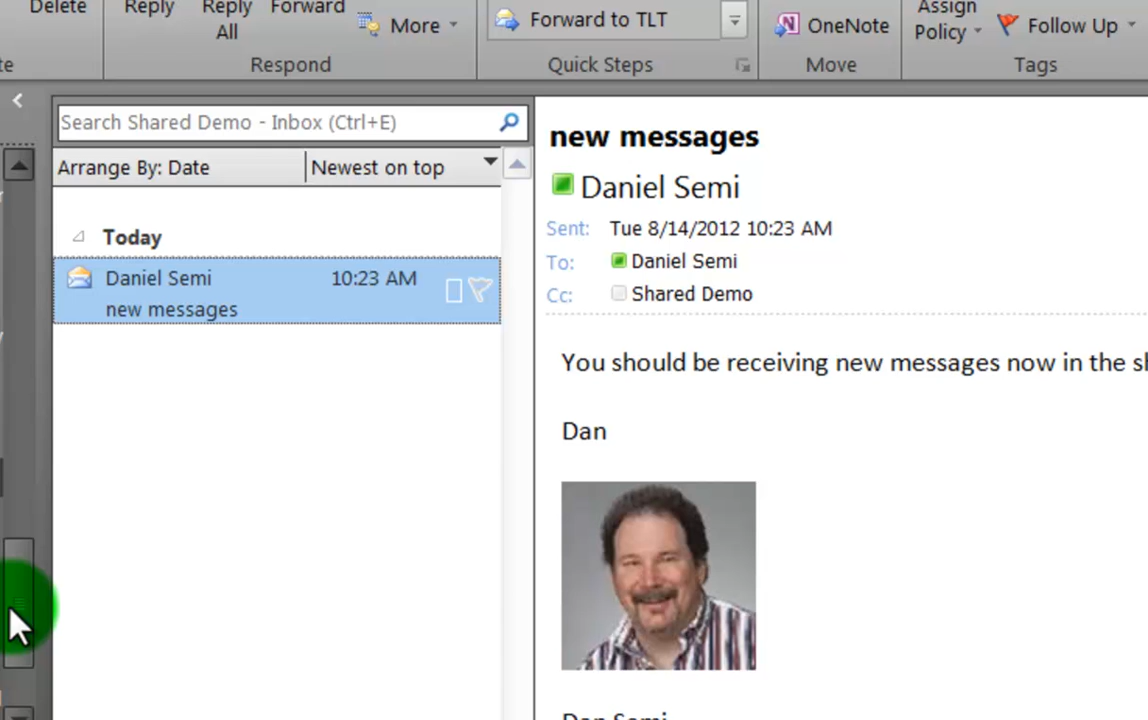 Delete
Reply
Reply
All
Forward
More
Forward to TLT
OneNote
Assign
Policy
Follow Up
te
Respond
Quick Steps
Move
Tags
Search Shared Demo - Inbox (Ctrl+E)
Arrange By: Date
Newest on top
Today
Daniel Semi
10:23 AM
new messages
new messages
Daniel Semi
Sent: Tue 8/14/2012 10:23 AM
To: Daniel Semi
Cc: Shared Demo
You should be receiving new messages now in the sh
Dan
Dan Semi